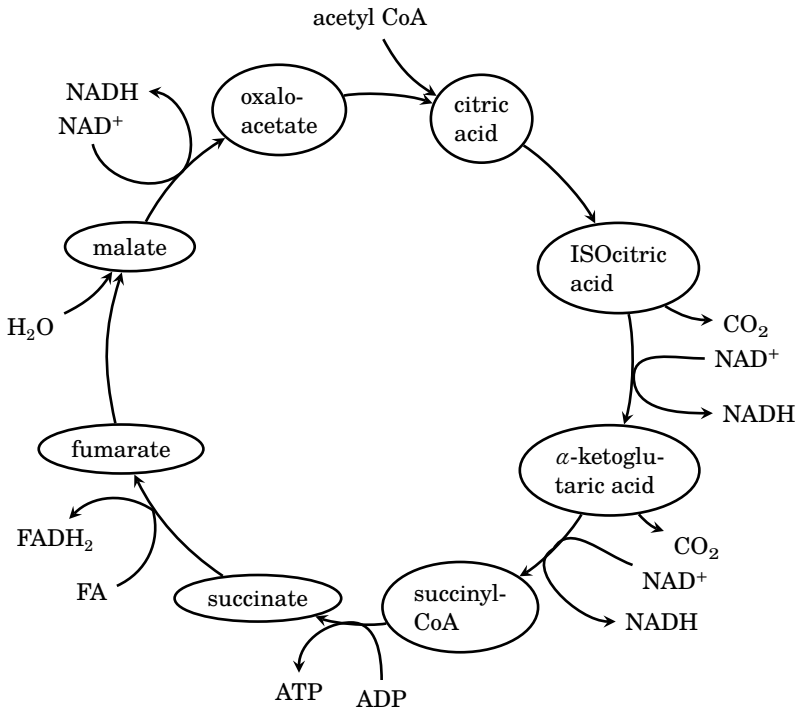 acetyl CoA
oxalo-
acetate
citric
acid
NADH
NAD⁺
malate
ISOcitric
acid
H₂O
CO₂
NAD⁺
NADH
fumarate
α-ketoglu-
taric acid
FADH₂
FA
CO₂
NAD⁺
NADH
succinate
succinyl-
CoA
ATP
ADP